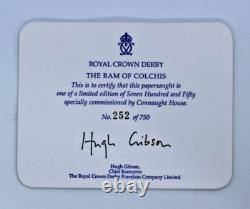 ROYAL CROWN DERBY
THE RAM OF COLCHIS
This is to certify that this paperweight is
one of a limited edition of Seven Hundred and Fifty
specially commissioned by Connaught House.
No. 252 of 750
Hugh Gibson
Hugh Gibson.
Chief Executive
The Royal Crown Derby Porcelain Company Limited.